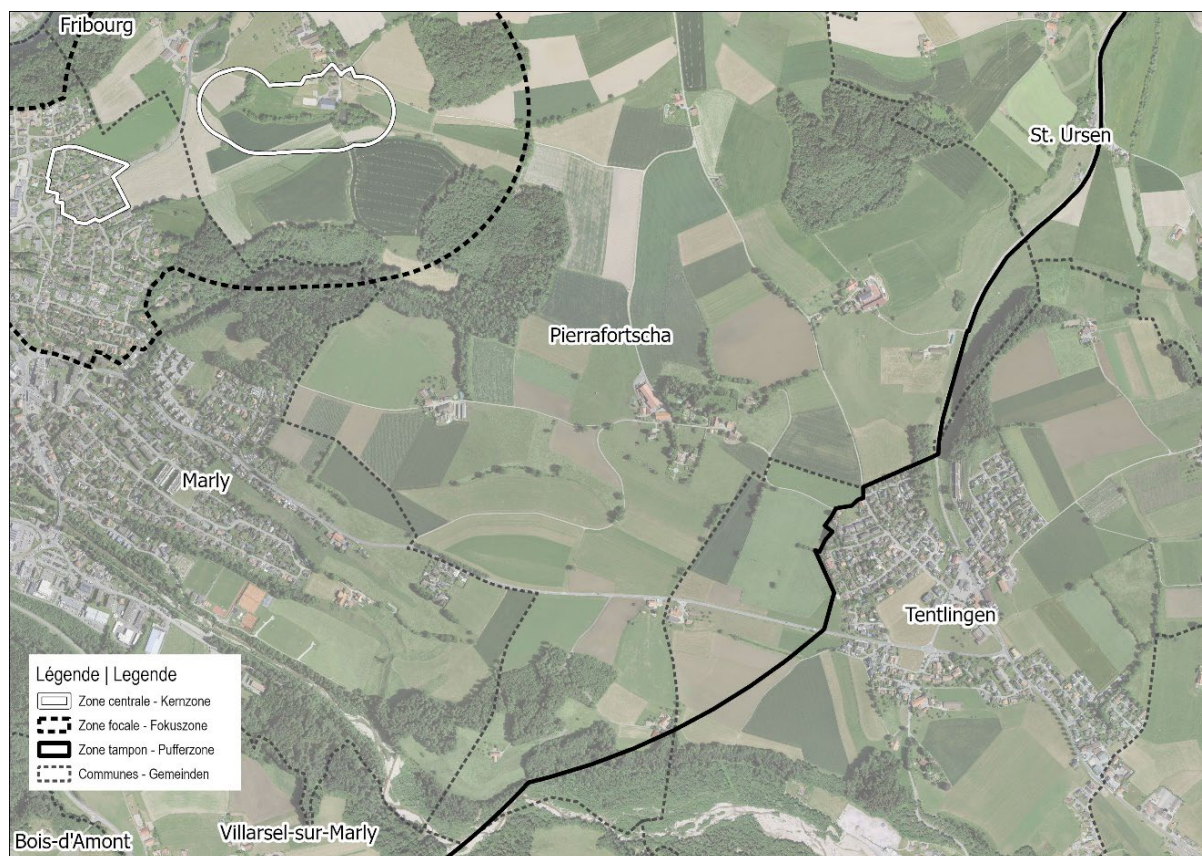 Fribourg
St. Ursen
Pierrafortscha
Marly
Tentlingen
Légende | Legende
Zone centrale - Kernzone
Zone focale - Fokuszone
Zone tampon - Pufferzone
Communes - Gemeinden
Villarsel-sur-Marly
Bois-d'Amont